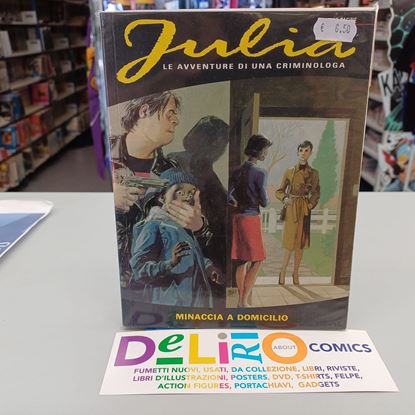 € 6.50
Julia
LE AVVENTURE DI UNA CRIMINOLOGA
MINACCIA A DOMICILIO
DeLiRiO ABOUT COMICS
FUMETTI NUOVI, USATI, DA COLLEZIONE, LIBRI, RIVISTE,
LIBRI D'ILLUSTRAZIONI, POSTERS, DVD, T-SHIRTS, FELPE,
ACTION FIGURES, PORTACHIAVI, GADGETS